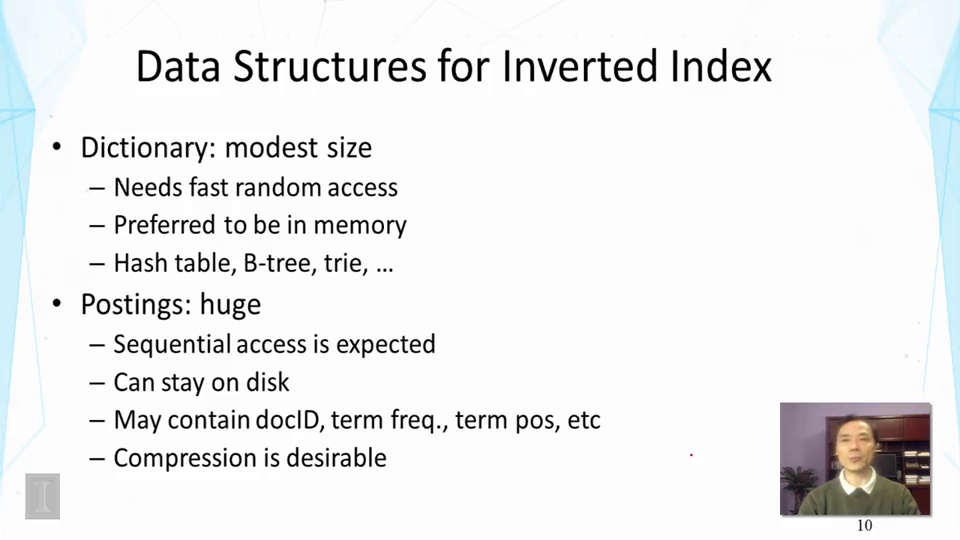 Data Structures for Inverted Index
• Dictionary: modest size
– Needs fast random access
– Preferred to be in memory
– Hash table, B-tree, trie, ...
• Postings: huge
– Sequential access is expected
– Can stay on disk
– May contain docID, term freq., term pos, etc
– Compression is desirable
I
10